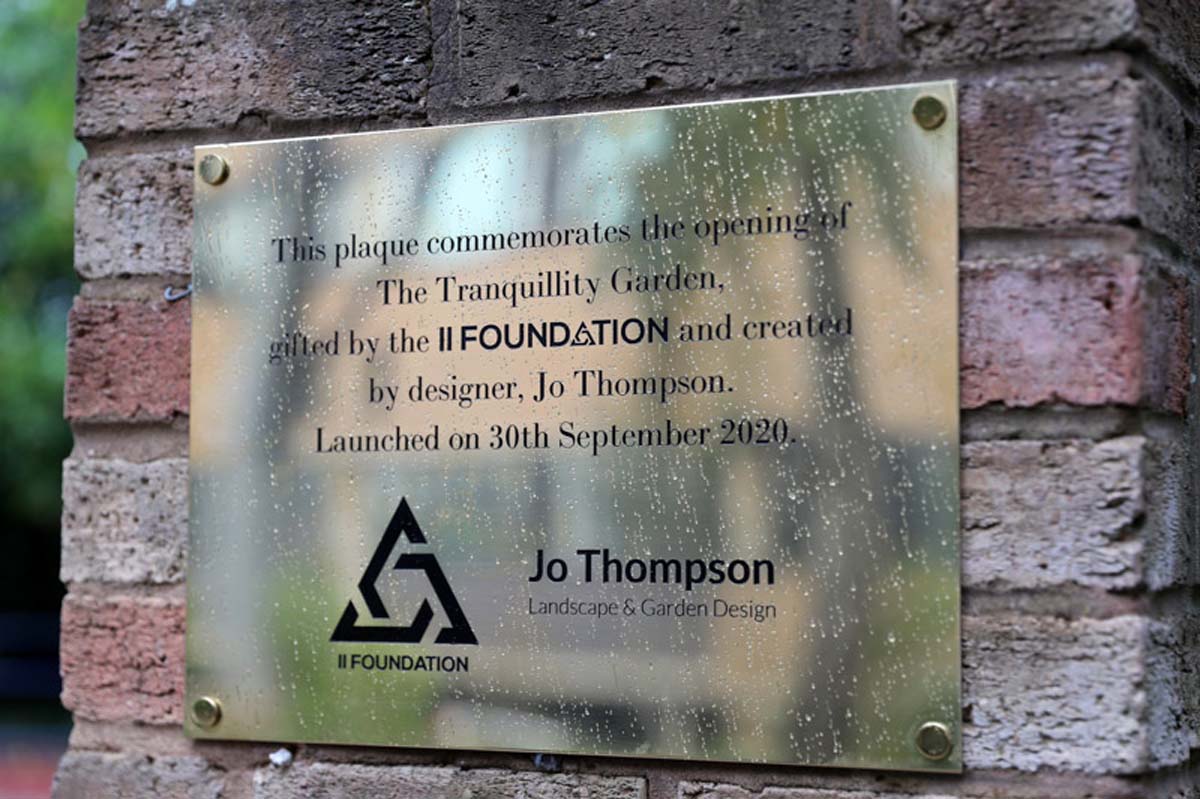 This plaque commemorates the opening of
The Tranquillity Garden,
gifted by the II FOUNDATION and created
by designer, Jo Thompson.
Launched on 30th September 2020.
Jo Thompson
Landscape & Garden Design
II FOUNDATION